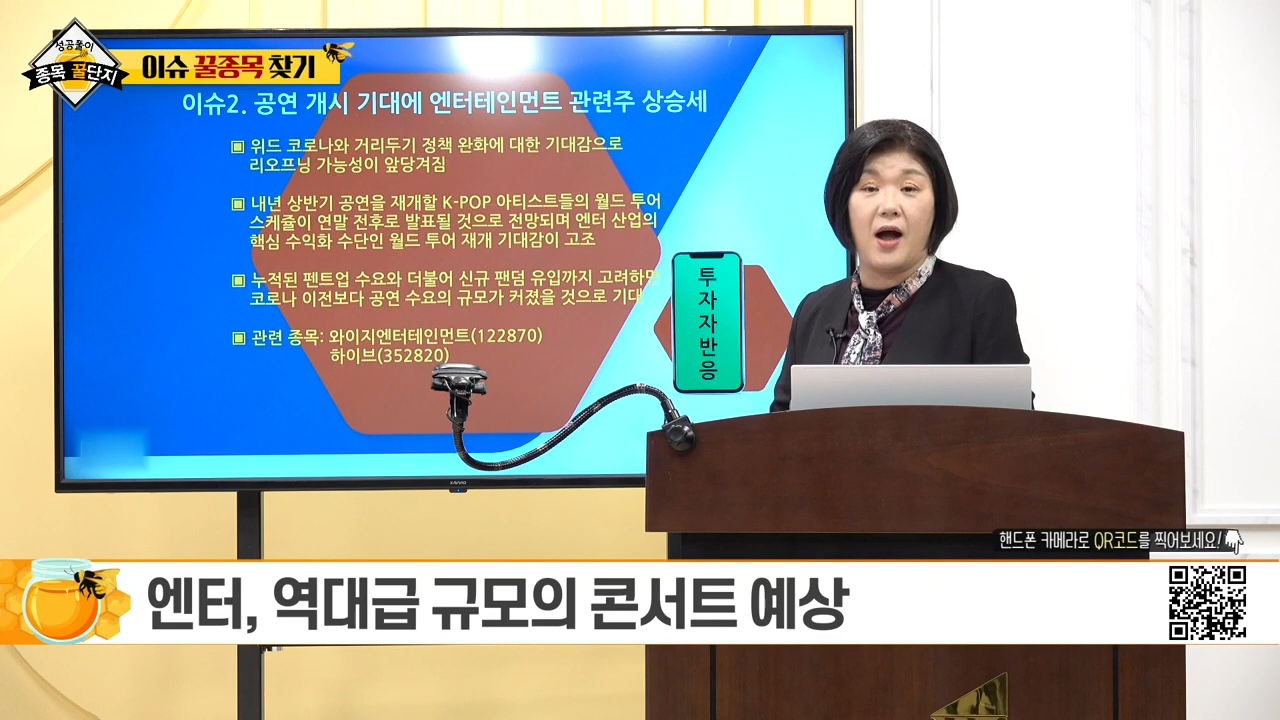 성공풀이
종목 꿀단지
이슈 꿀종목 찾기
이슈2. 공연 개시 기대에 엔터테인먼트 관련주 상승세
▣ 위드 코로나와 거리두기 정책 완화에 대한 기대감으로
리오프닝 가능성이 앞당겨짐
▣ 내년 상반기 공연을 재개할 K-POP 아티스트들의 월드 투어
스케쥴이 연말 전후로 발표될 것으로 전망되며 엔터 산업의
핵심 수익화 수단인 월드 투어 재개 기대감이 고조
▣ 누적된 펜트업 수요와 더불어 신규 팬덤 유입까지 고려하면
코로나 이전보다 공연 수요의 규모가 커졌을 것으로 기대
▣ 관련 종목: 와이지엔터테인먼트(122870)
하이브(352820)
투자자반응
핸드폰 카메라로 QR코드를 찍어보세요!
엔터, 역대급 규모의 콘서트 예상